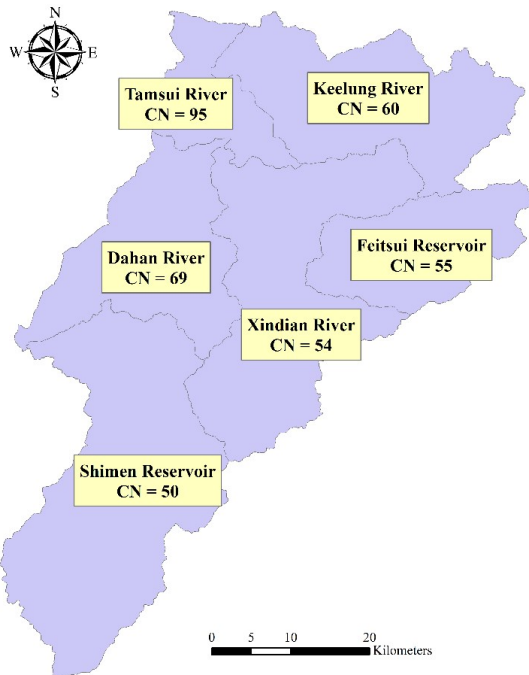 N
W E
S
Tamsui River
CN = 95
Keelung River
CN = 60
Dahan River
CN = 69
Feitsui Reservoir
CN = 55
Xindian River
CN = 54
Shimen Reservoir
CN = 50
0 5 10 20
Kilometers